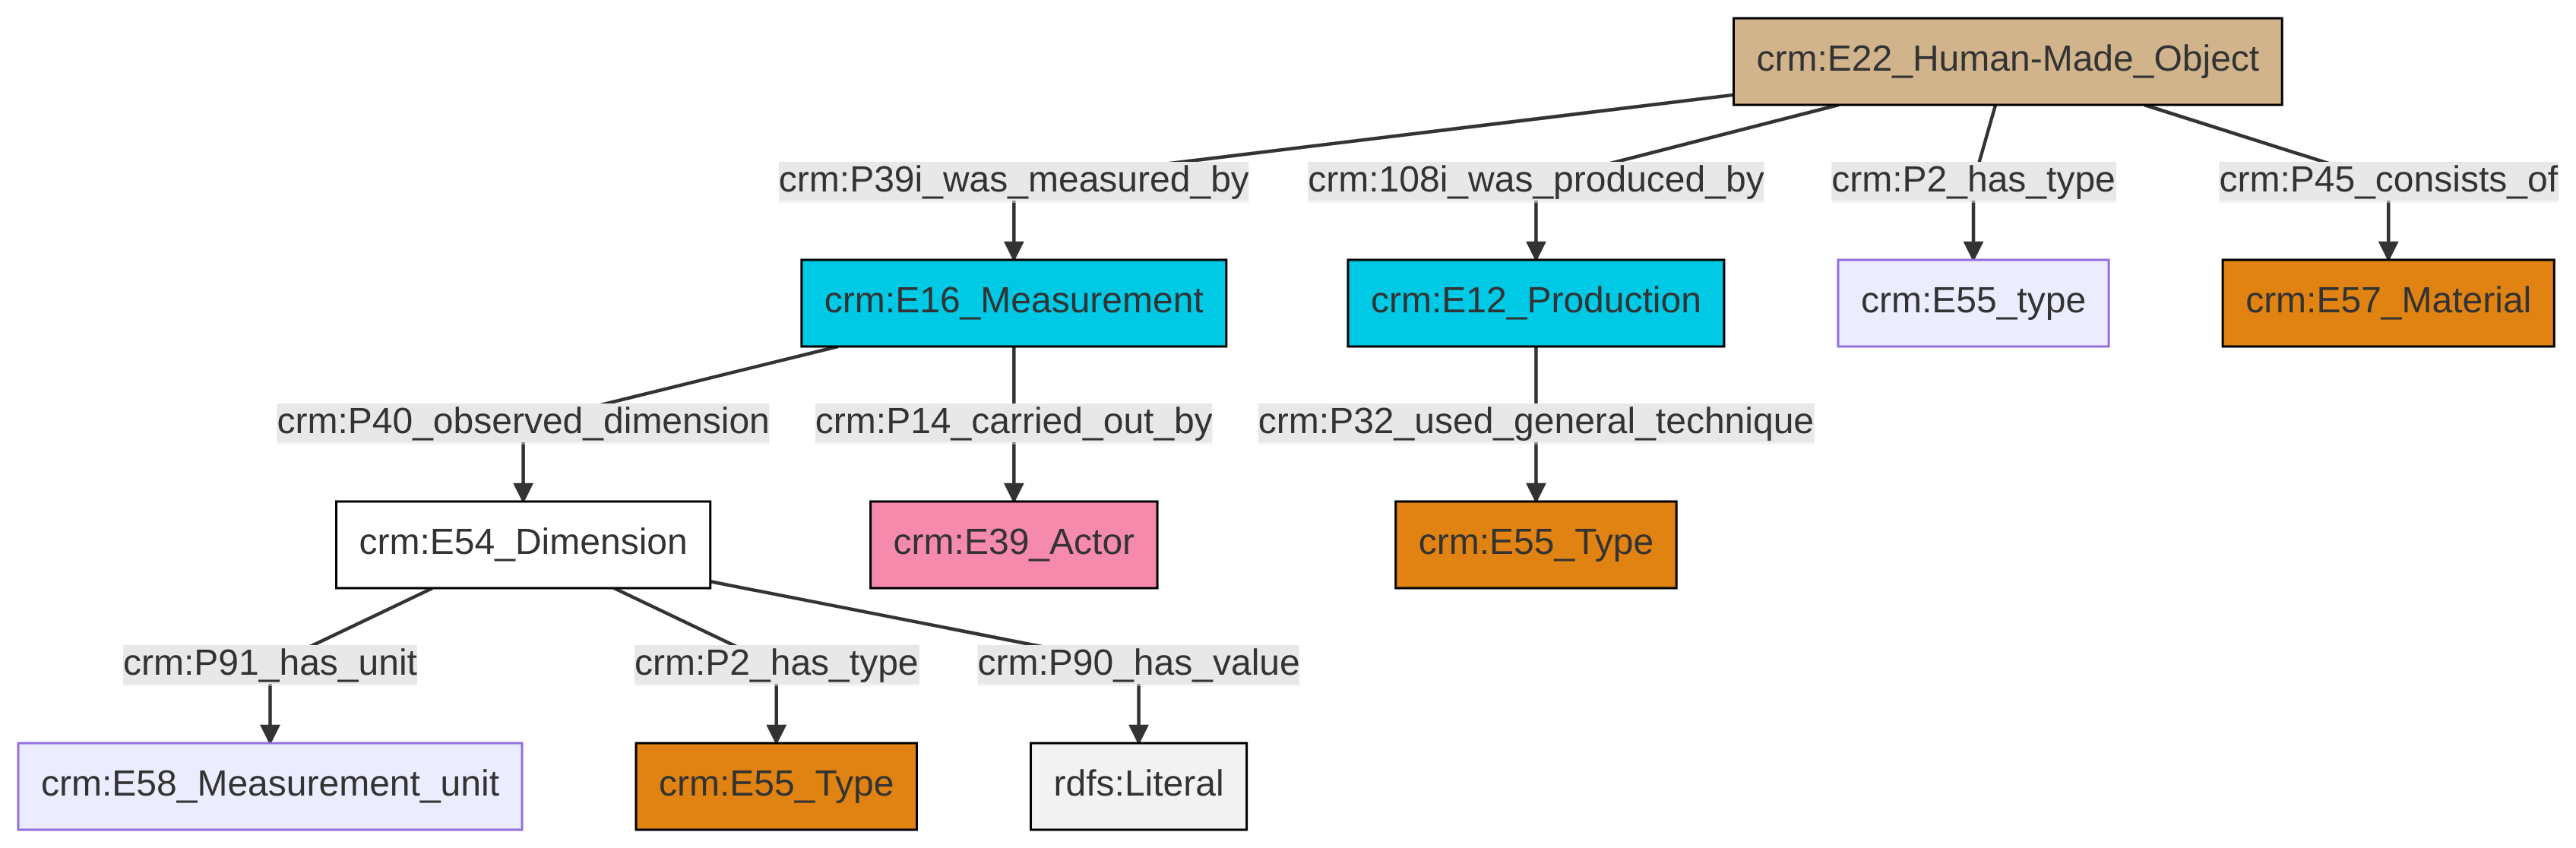 crm:E22_Human-Made_Object
crm:P39i_was_measured_by
crm:108i_was_produced_by
crm:P2_has_type
crm:P45_consists_of
crm:E16_Measurement
crm:E12_Production
crm:E55_type
crm:E57_Material
crm:P40_observed_dimension
crm:P14_carried_out_by
crm:P32_used_general_technique
crm:E54_Dimension
crm:E39_Actor
crm:E55_Type
crm:P91_has_unit
crm:P2_has_type
crm:P90_has_value
crm:E58_Measurement_unit
crm:E55_Type
rdfs:Literal